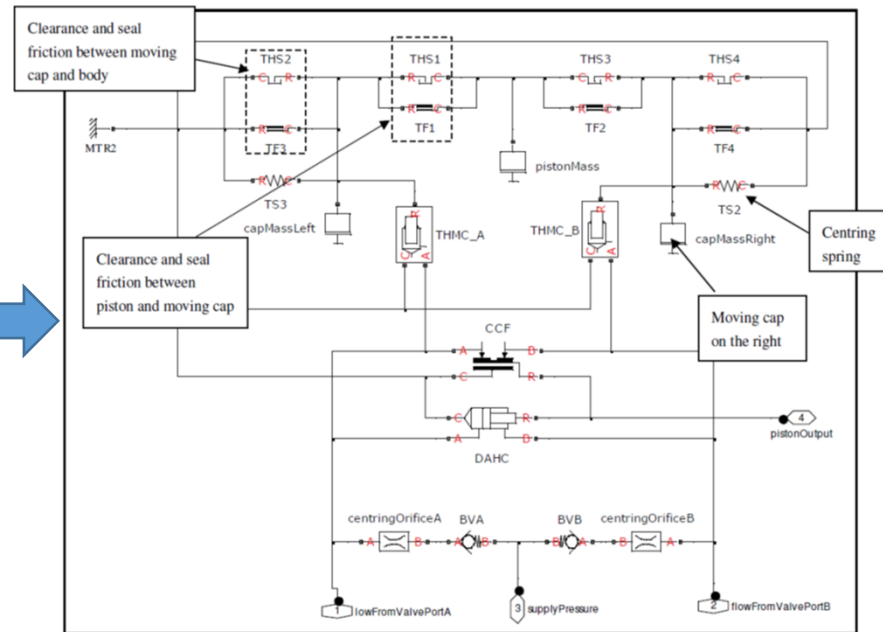 Clearance and seal
friction between moving
cap and body
THS2
THS1
THS3
THS4
C R
R C
C R
R C
MTR2
R C
R C
R C
R C
TF3
TF1
TF2
TF4
pistonMass
R C
R C
TS3
TS2
capMassLeft
R
THMC_A
C A
THMC_B
R
C A
capMassRight
Centring
spring
Clearance and seal
friction between
piston and moving cap
Moving cap
on the right
CCF
A D
C R
C R
4
pistonOutput
A D
DAHC
centringOrificeA
BVA
BVB
centringOrificeB
A B
A B
B A
B A
1
lowFromValvePortA
3
supplyPressure
2
flowFromValvePortB